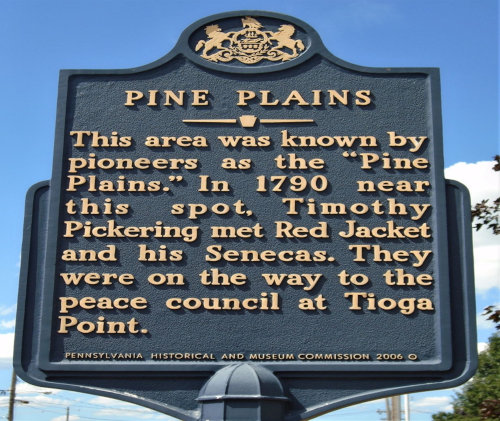 PINE PLAINS
This area was known by
pioneers as the "Pine
Plains." In 1790 near
this spot, Timothy
Pickering met Red Jacket
and his Senecas. They
were on the way to the
peace council at Tioga
Point.
PENNSYLVANIA HISTORICAL AND MUSEUM COMMISSION 2006 ©